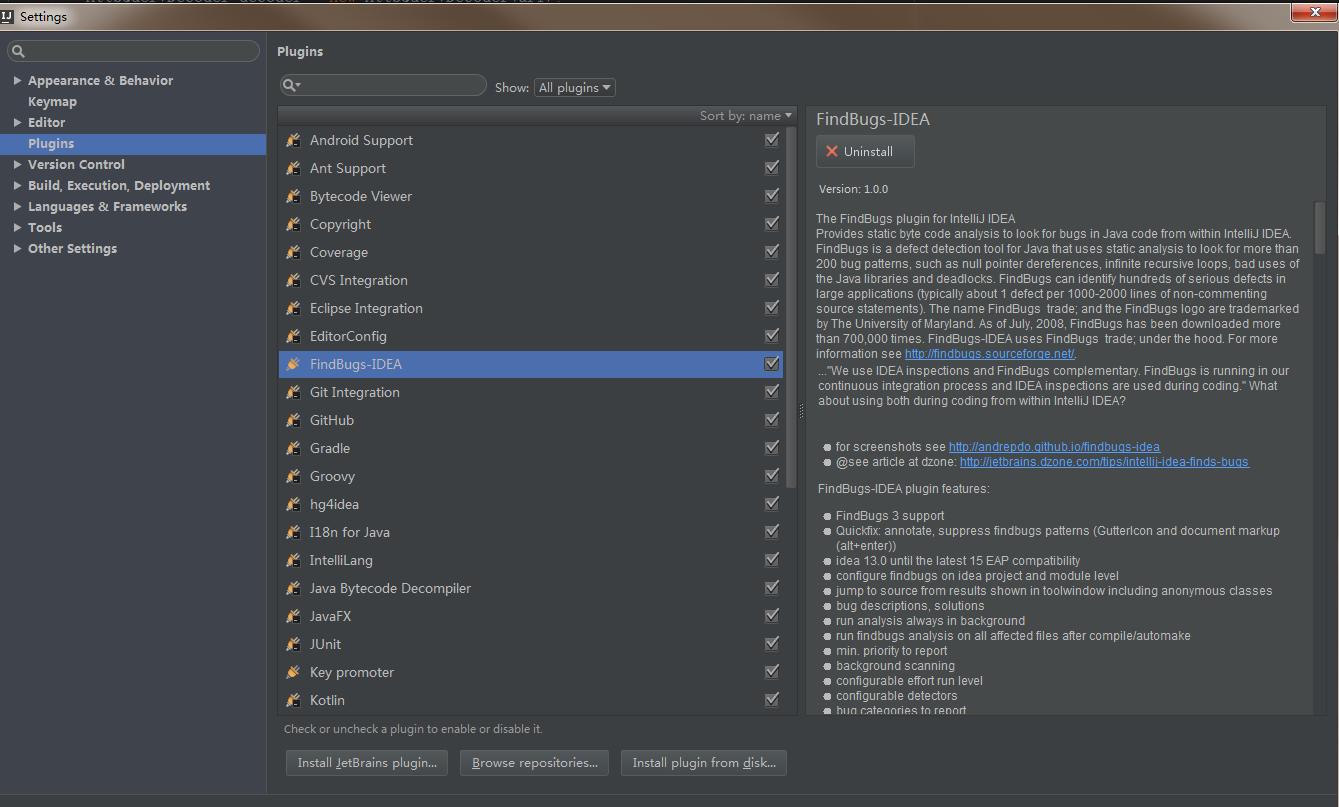 Settings
Plugins
Show: All plugins
Appearance & Behavior
Keymap
Editor
Plugins
Version Control
Build, Execution, Deployment
Languages & Frameworks
Tools
Other Settings
Sort by: name
Android Support
Ant Support
Bytecode Viewer
Copyright
Coverage
CVS Integration
Eclipse Integration
EditorConfig
FindBugs-IDEA
Git Integration
GitHub
Gradle
Groovy
hg4idea
I18n for Java
IntelliLang
Java Bytecode Decompiler
JavaFX
JUnit
Key promoter
Kotlin
Check or uncheck a plugin to enable or disable it.
Install JetBrains plugin...
Browse repositories...
Install plugin from disk...
FindBugs-IDEA
Uninstall
Version: 1.0.0
The FindBugs plugin for IntelliJ IDEA
Provides static byte code analysis to look for bugs in Java code from within IntelliJ IDEA.
FindBugs is a defect detection tool for Java that uses static analysis to look for more than
200 bug patterns, such as null pointer dereferences, infinite recursive loops, bad uses of
the Java libraries and deadlocks. FindBugs can identify hundreds of serious defects in
large applications (typically about 1 defect per 1000-2000 lines of non-commenting
source statements). The name FindBugs trade; and the FindBugs logo are trademarked
by The University of Maryland. As of July, 2008, FindBugs has been downloaded more
than 700,000 times. FindBugs-IDEA uses FindBugs trade; under the hood. For more
information see http://findbugs.sourceforge.net/.
..."We use IDEA inspections and FindBugs complementary. FindBugs is running in our
continuous integration process and IDEA inspections are used during coding." What
about using both during coding from within IntelliJ IDEA?
for screenshots see http://andrepdo.github.io/findbugs-idea
@see article at dzone: http://jetbrains.dzone.com/tips/intellij-idea-finds-bugs
FindBugs-IDEA plugin features:
FindBugs 3 support
Quickfix: annotate, suppress findbugs patterns (GutterIcon and document markup
(alt+enter))
idea 13.0 until the latest 15 EAP compatibility
configure findbugs on idea project and module level
jump to source from results shown in toolwindow including anonymous classes
bug descriptions, solutions
run analysis always in background
run findbugs analysis on all affected files after compile/automake
min. priority to report
background scanning
configurable effort run level
configurable detectors
bug categories to report